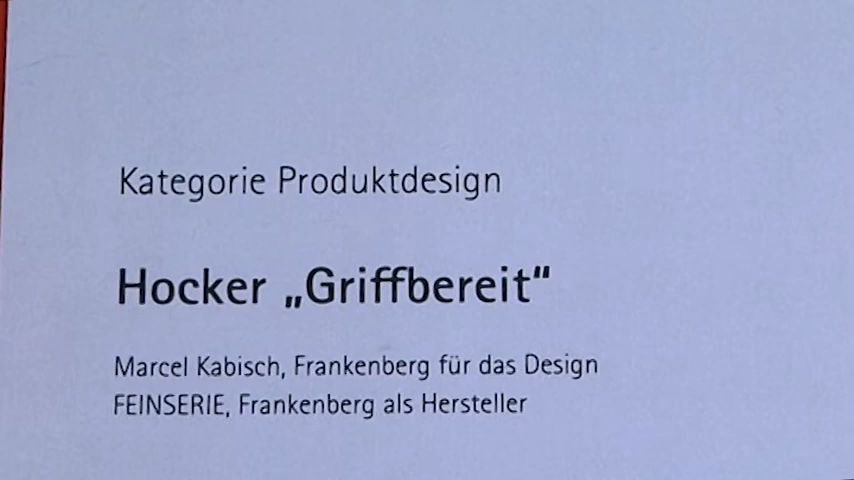 Kategorie Produktdesign
Hocker „Griffbereit“
Marcel Kabisch, Frankenberg für das Design
FEINSERIE, Frankenberg als Hersteller